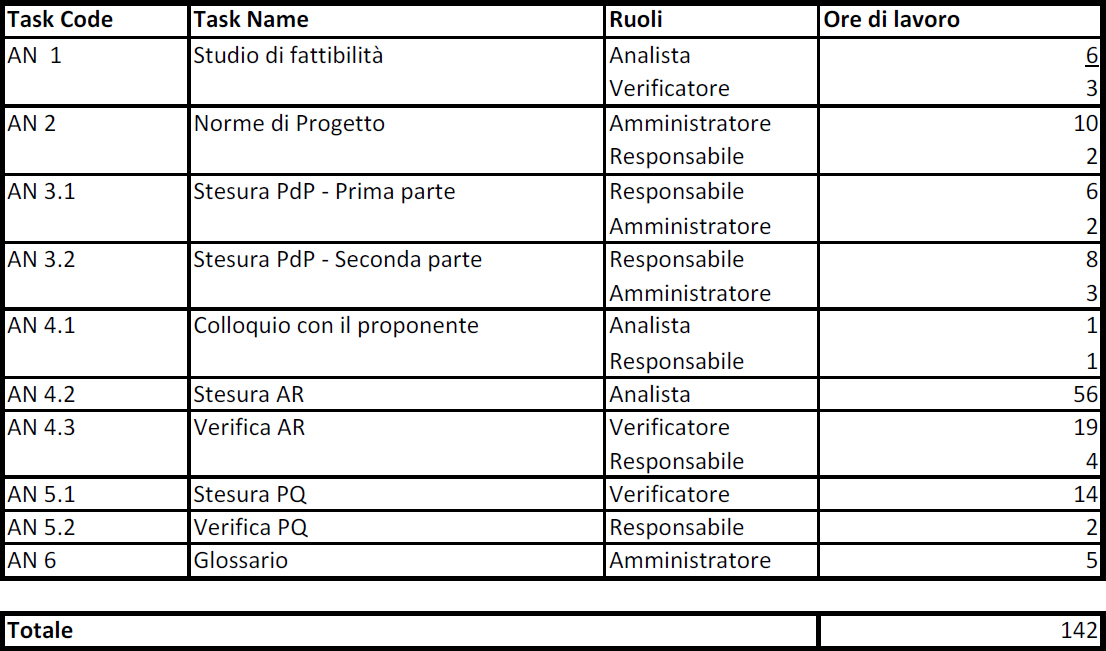 Task Code Task Name Ruoli Ore di lavoro
AN 1 Studio di fattibilità Analista 6
Verificatore 3
AN 2 Norme di Progetto Amministratore 10
Responsabile 2
AN 3.1 Stesura PdP - Prima parte Responsabile 6
Amministratore 2
AN 3.2 Stesura PdP - Seconda parte Responsabile 8
Amministratore 3
AN 4.1 Colloquio con il proponente Analista 1
Responsabile 1
AN 4.2 Stesura AR Analista 56
AN 4.3 Verifica AR Verificatore 19
Responsabile 4
AN 5.1 Stesura PQ Verificatore 14
AN 5.2 Verifica PQ Responsabile 2
AN 6 Glossario Amministratore 5
Totale 142